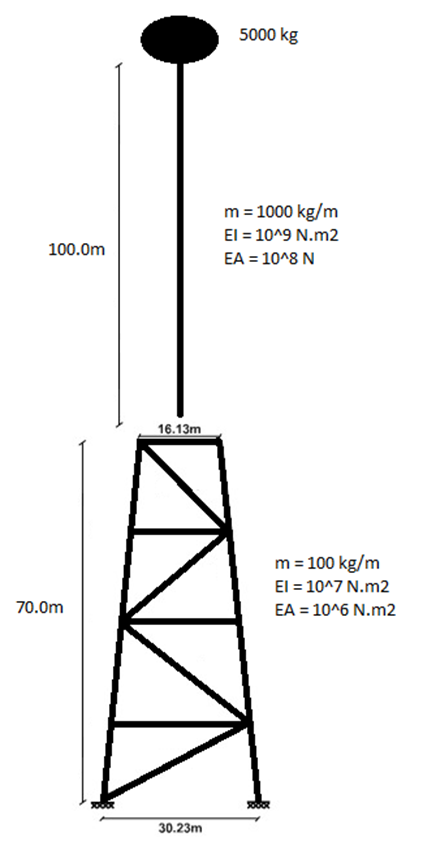 5000 kg
m = 1000 kg/m
EI = 10^9 N.m2
EA = 10^8 N
100.0m
16.13m
m = 100 kg/m
EI = 10^7 N.m2
EA = 10^6 N.m2
70.0m
30.23m